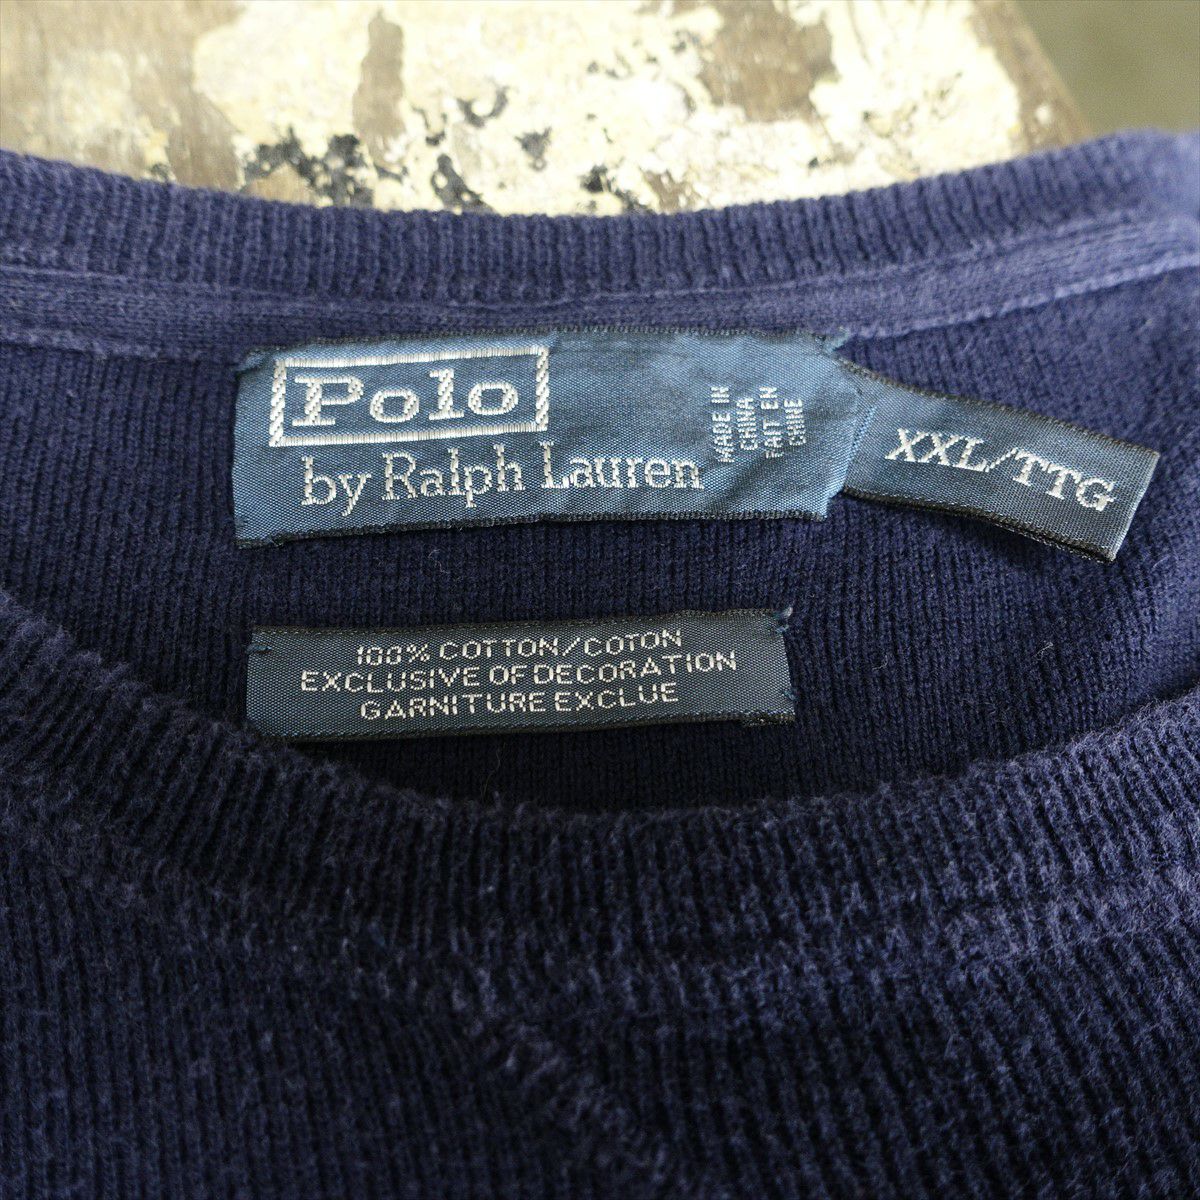 Polo
by Ralph Lauren
MADE IN
CHINA
FAIT EN
CHINE
XXL/TTG
100% COTTON/COTON
EXCLUSIVE OF DECORATION
GARNITURE EXCLUE